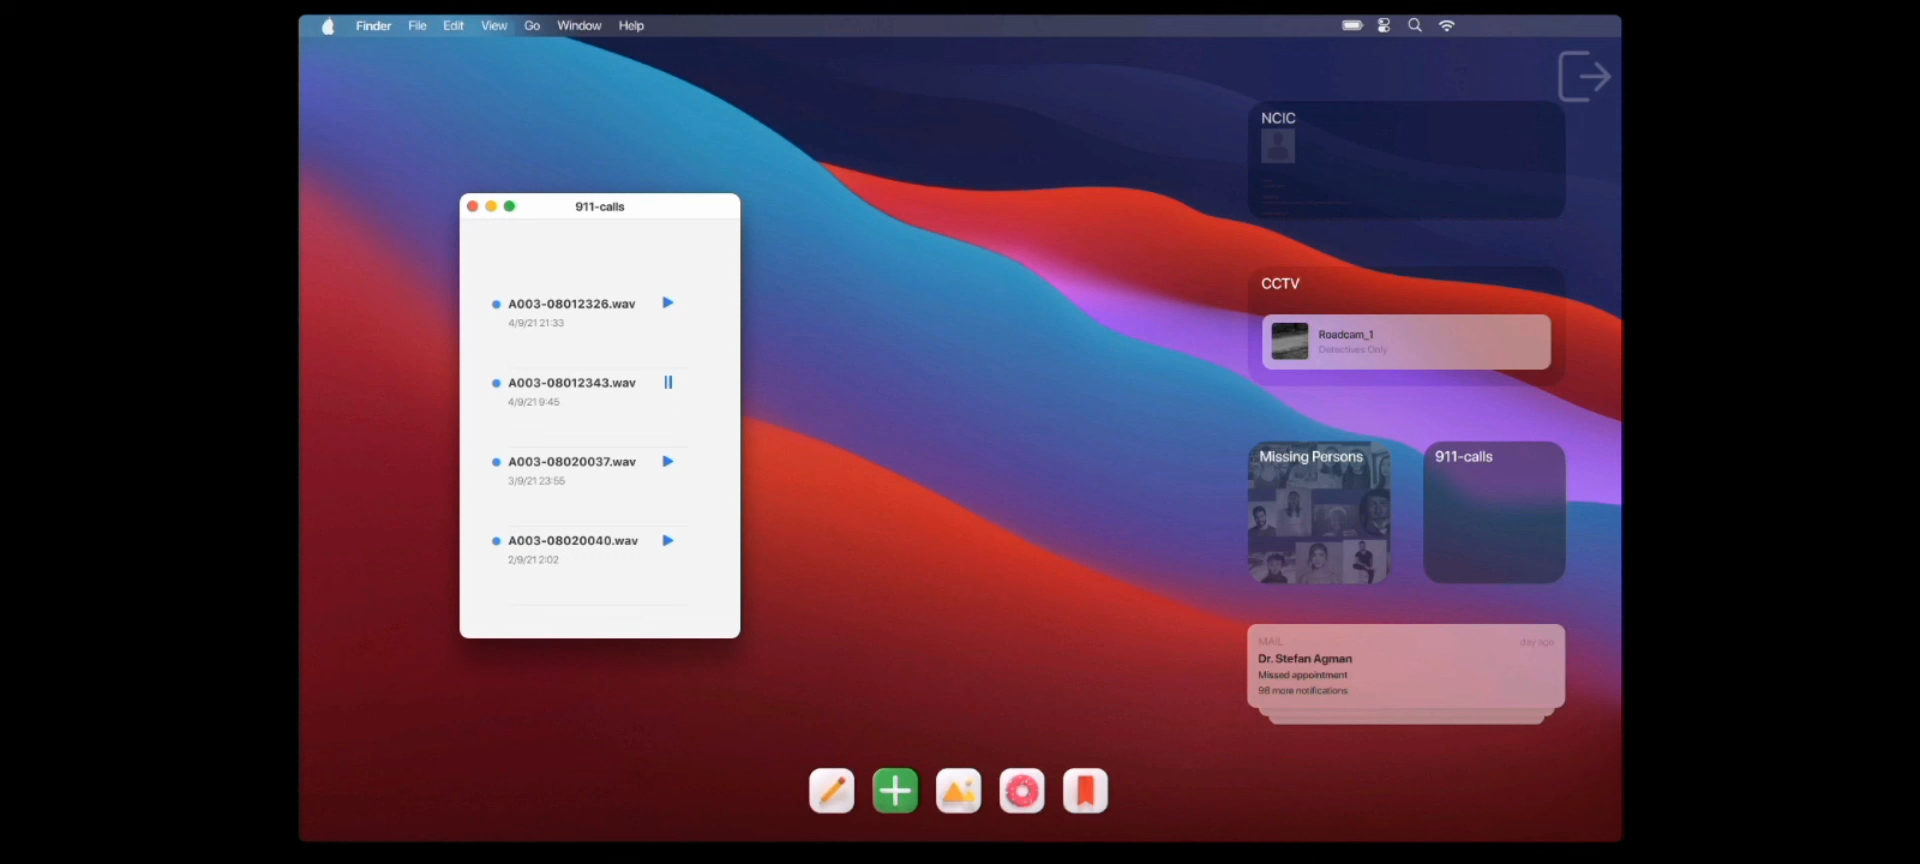 Finder File Edit View Go Window Help
NCIC
911-calls
A003-08012326.wav
4/9/21 21:33
A003-08012343.wav
4/9/21 9:45
A003-08020037.wav
3/9/21 23:55
A003-08020040.wav
2/9/21 2:02
CCTV
Roadcam_1
Detectives Only
Missing Persons
911-calls
MAIL day ago
Dr. Stefan Agman
Missed appointment
98 more notifications